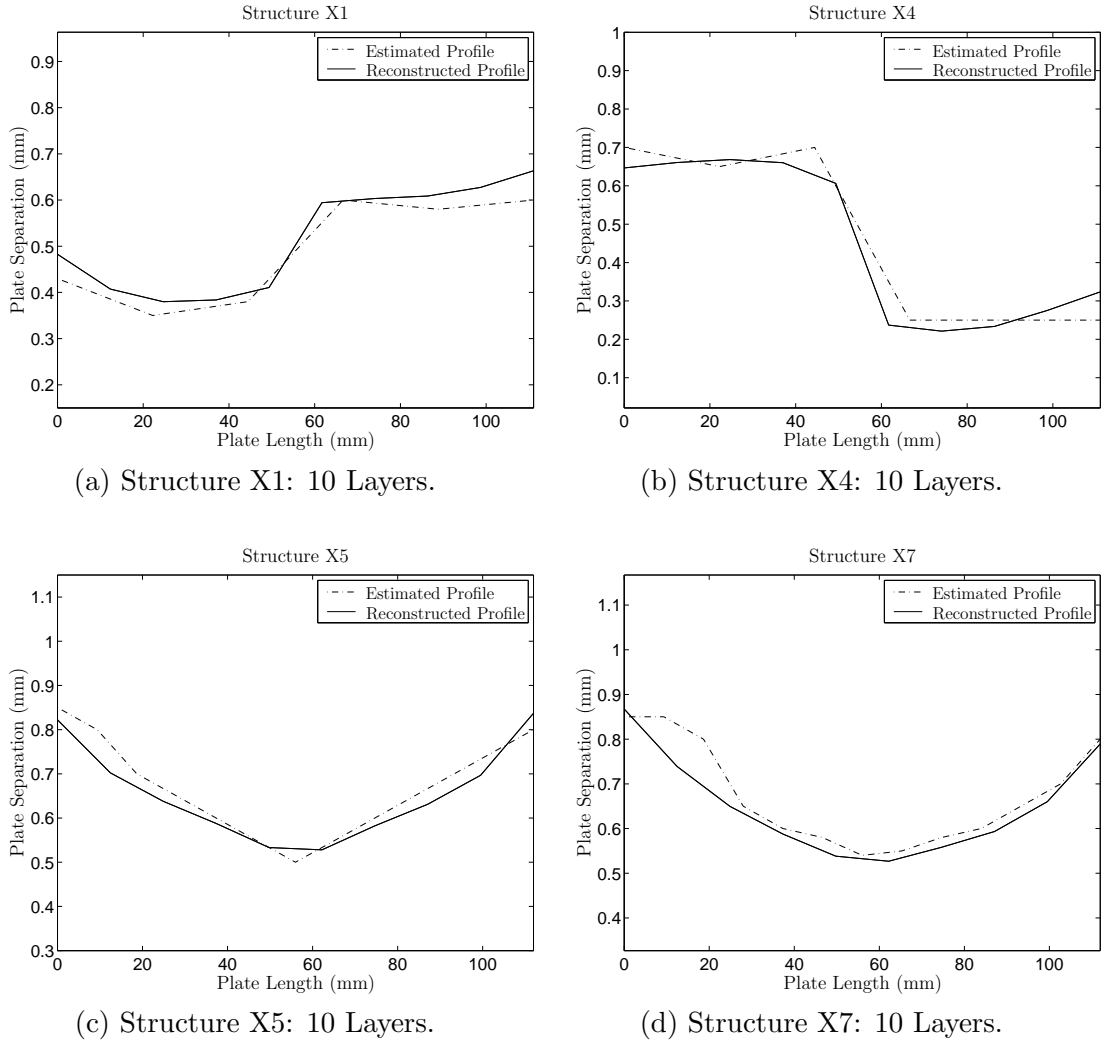 Structure X1
Estimated Profile
Reconstructed Profile
0.9
0.8
0.7
0.6
0.5
0.4
0.3
0.2
Plate Separation (mm)
0 20 40 60 80 100
Plate Length (mm)
(a) Structure X1: 10 Layers.
Structure X4
Estimated Profile
Reconstructed Profile
1
0.9
0.8
0.7
0.6
0.5
0.4
0.3
0.2
0.1
Plate Separation (mm)
0 20 40 60 80 100
Plate Length (mm)
(b) Structure X4: 10 Layers.
Structure X5
Estimated Profile
Reconstructed Profile
1.1
1
0.9
0.8
0.7
0.6
0.5
0.4
0.3
Plate Separation (mm)
0 20 40 60 80 100
Plate Length (mm)
(c) Structure X5: 10 Layers.
Structure X7
Estimated Profile
Reconstructed Profile
1.1
1
0.9
0.8
0.7
0.6
0.5
0.4
Plate Separation (mm)
0 20 40 60 80 100
Plate Length (mm)
(d) Structure X7: 10 Layers.